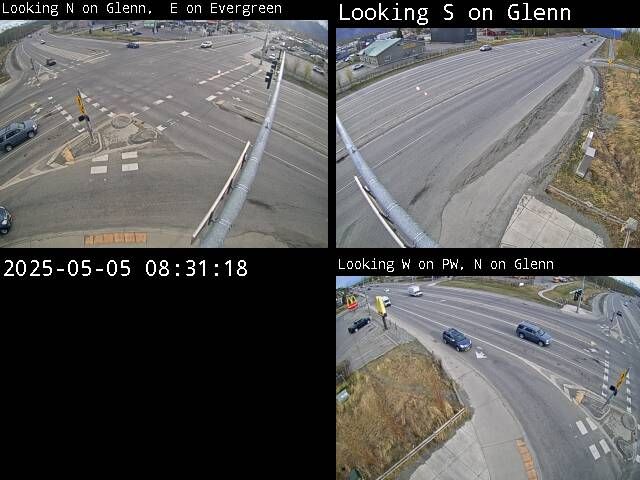 Looking N on Glenn,  E on Evergreen
Looking S on Glenn
2025-05-05 08:31:18
Looking W on PW, N on Glenn